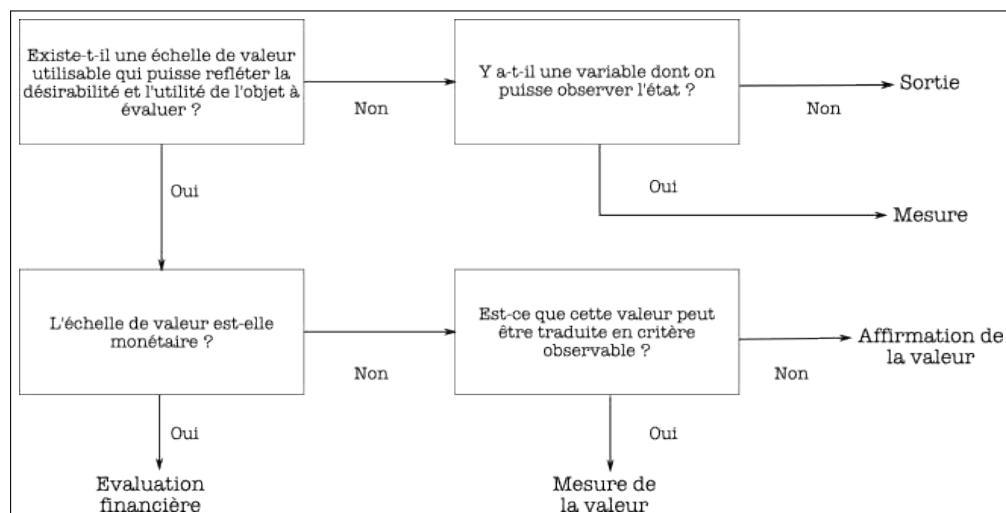 Existe-t-il une échelle de valeur
utilisable qui puisse refléter la
désirabilité et l'utilité de l'objet à
évaluer ?
Non
Y a-t-il une variable dont on
puisse observer l'état ?
Non
Sortie
Oui
Oui
Mesure
L'échelle de valeur est-elle
monétaire ?
Non
Est-ce que cette valeur peut
être traduite en critère
observable ?
Non
Affirmation de
la valeur
Oui
Oui
Evaluation
financière
Mesure de
la valeur